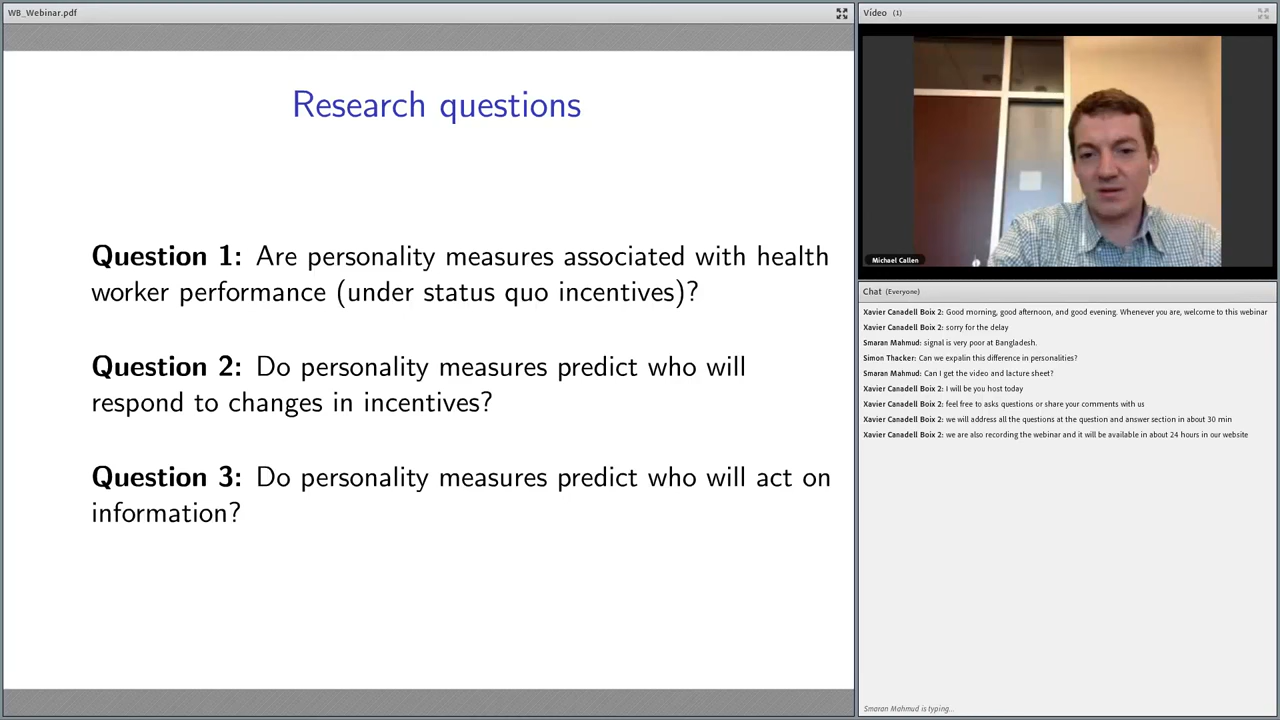 WB_Webinar.pdf
Research questions
Question 1: Are personality measures associated with health
worker performance (under status quo incentives)?
Question 2: Do personality measures predict who will
respond to changes in incentives?
Question 3: Do personality measures predict who will act on
information?
Vídeo (1)
Michael Callen
Chat (Everyone)
Xavier Canadell Boix 2: Good morning, good afternoon, and good evening. Whenever you are, welcome to this webinar
Xavier Canadell Boix 2: sorry for the delay
Smaran Mahmud: signal is very poor at Bangladesh.
Simon Thacker: Can we expalin this difference in personalities?
Smaran Mahmud: Can I get the video and lacture sheet?
Xavier Canadell Boix 2: I will be you host today
Xavier Canadell Boix 2: feel free to asks questions or share your comments with us
Xavier Canadell Boix 2: we will address all the questions at the question and answer section in about 30 min
Xavier Canadell Boix 2: we are also recording the webinar and it will be available in about 24 hours in our website
Smaran Mahmud is typing...